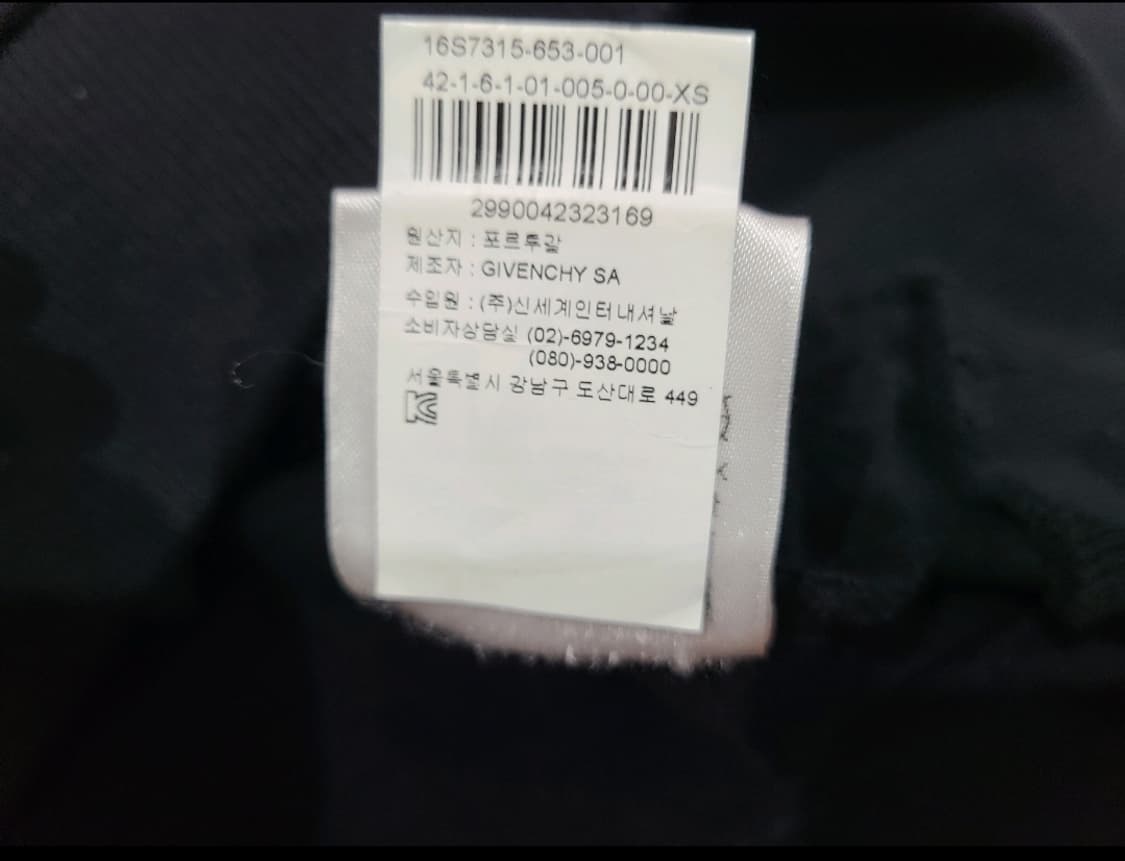 16S7315-653-001
42-1-6-1-01-005-0-00-XS
2990042323169
원산지 : 포르투갈
제조자 : GIVENCHY SA
수입원 : (주)신세계인터내셔날
소비자상담실 (02)-6979-1234
(080)-938-0000
서울특별시 강남구 도산대로 449